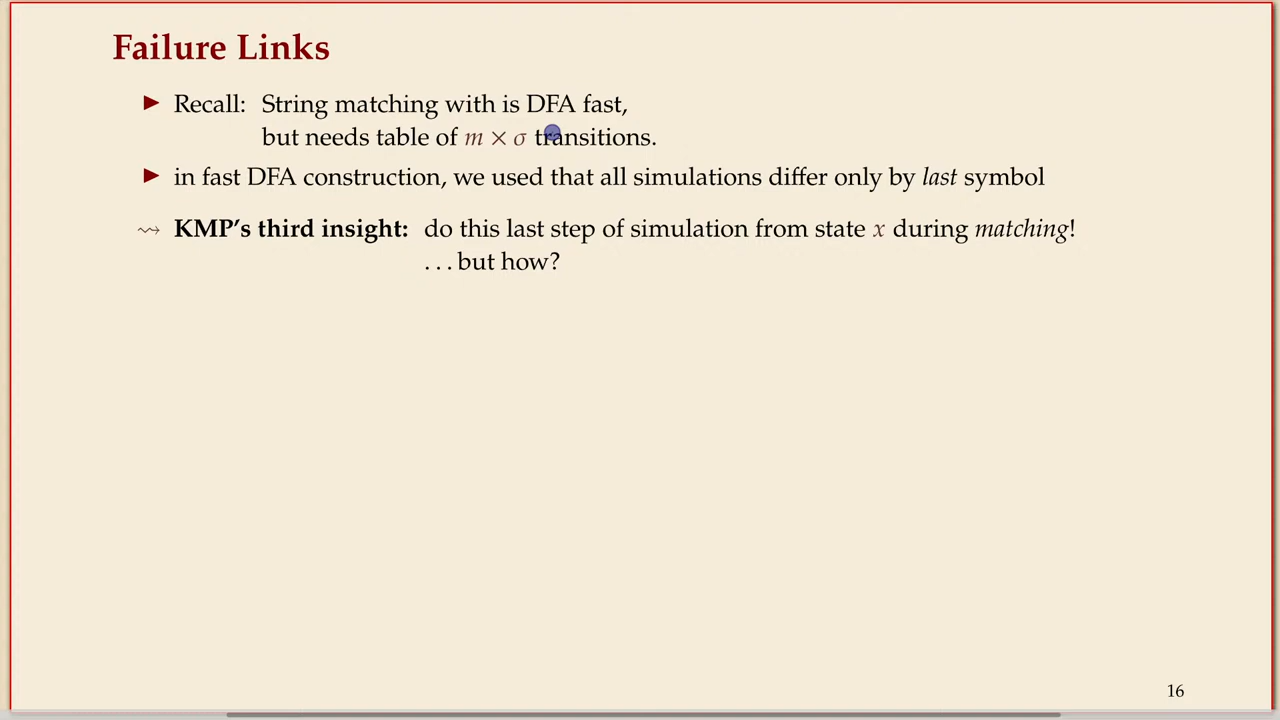 Failure Links
▶ Recall: String matching with is DFA fast,
but needs table of m × σ transitions.
▶ in fast DFA construction, we used that all simulations differ only by last symbol
⇝ KMP's third insight: do this last step of simulation from state x during matching!
. . . but how?
16